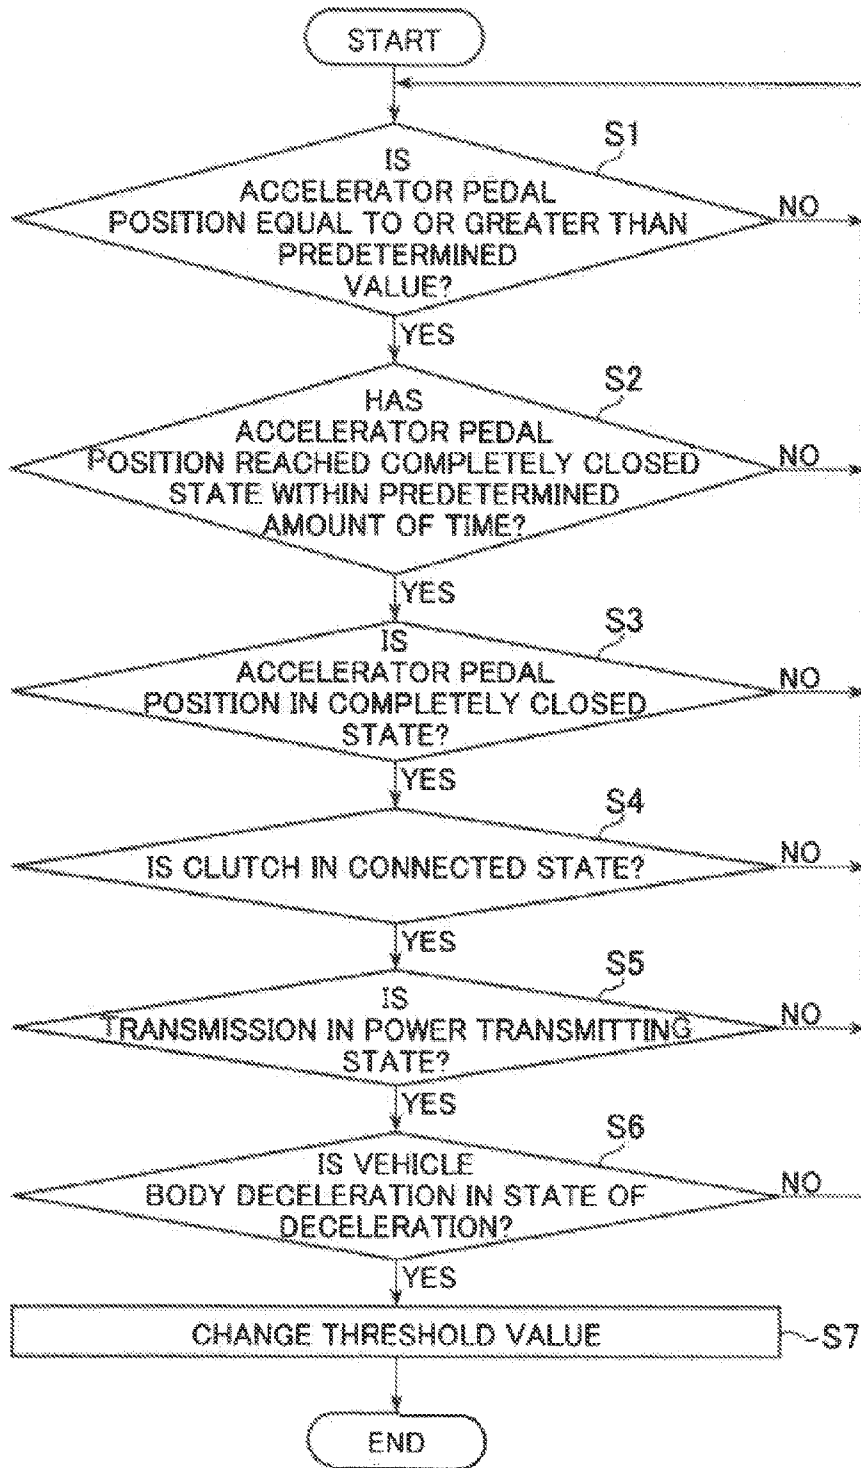 START
S1
IS
ACCELERATOR PEDAL
POSITION EQUAL TO OR GREATER THAN
PREDETERMINED
VALUE?
NO
YES
S2
HAS
ACCELERATOR PEDAL
POSITION REACHED COMPLETELY CLOSED
STATE WITHIN PREDETERMINED
AMOUNT OF TIME?
NO
YES
S3
IS
ACCELERATOR PEDAL
POSITION IN COMPLETELY CLOSED
STATE?
NO
YES
S4
IS CLUTCH IN CONNECTED STATE?
NO
YES
S5
IS
TRANSMISSION IN POWER TRANSMITTING
STATE?
NO
YES
S6
IS VEHICLE
BODY DECELERATION IN STATE OF
DECELERATION?
NO
YES
CHANGE THRESHOLD VALUE
S7
END